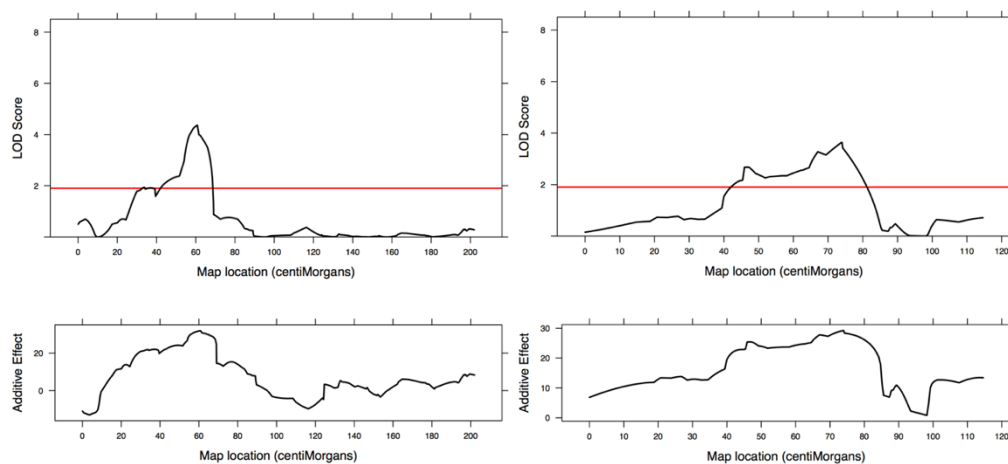 8
6
4
2
LOD Score
0 20 40 60 80 100 120 140 160 180 200
Map location (centiMorgans)
8
6
4
2
LOD Score
0 10 20 30 40 50 60 70 80 90 100 110 120
Map location (centiMorgans)
20
0
Additive Effect
0 20 40 60 80 100 120 140 160 180 200
Map location (centiMorgans)
30
20
10
0
Additive Effect
0 10 20 30 40 50 60 70 80 90 100 110 120
Map location (centiMorgans)